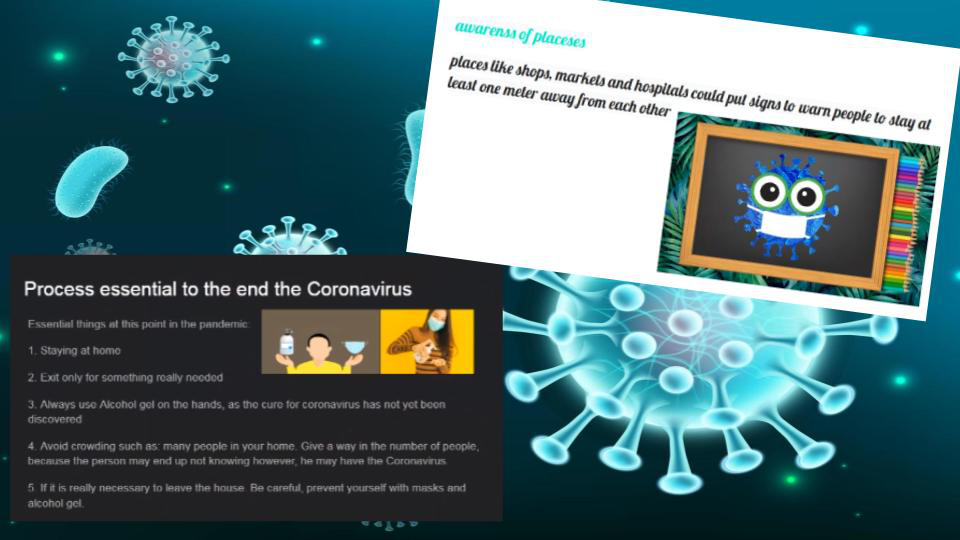 awarenss of placeses
places like shops, markets and hospitals could put signs to warn people to stay at
least one meter away from each other
Process essential to the end the Coronavirus
Essential things at this point in the pandemic:
1. Staying at home
2. Exit only for something really needed
3. Always use Alcohol gel on the hands, as the cure for coronavirus has not yet been
discovered
4. Avoid crowding such as: many people in your home. Give a way in the number of people,
because the person may end up not knowing however, he may have the Coronavirus
5. If it is really necessary to leave the house. Be careful, prevent yourself with masks and
alcohol gel.